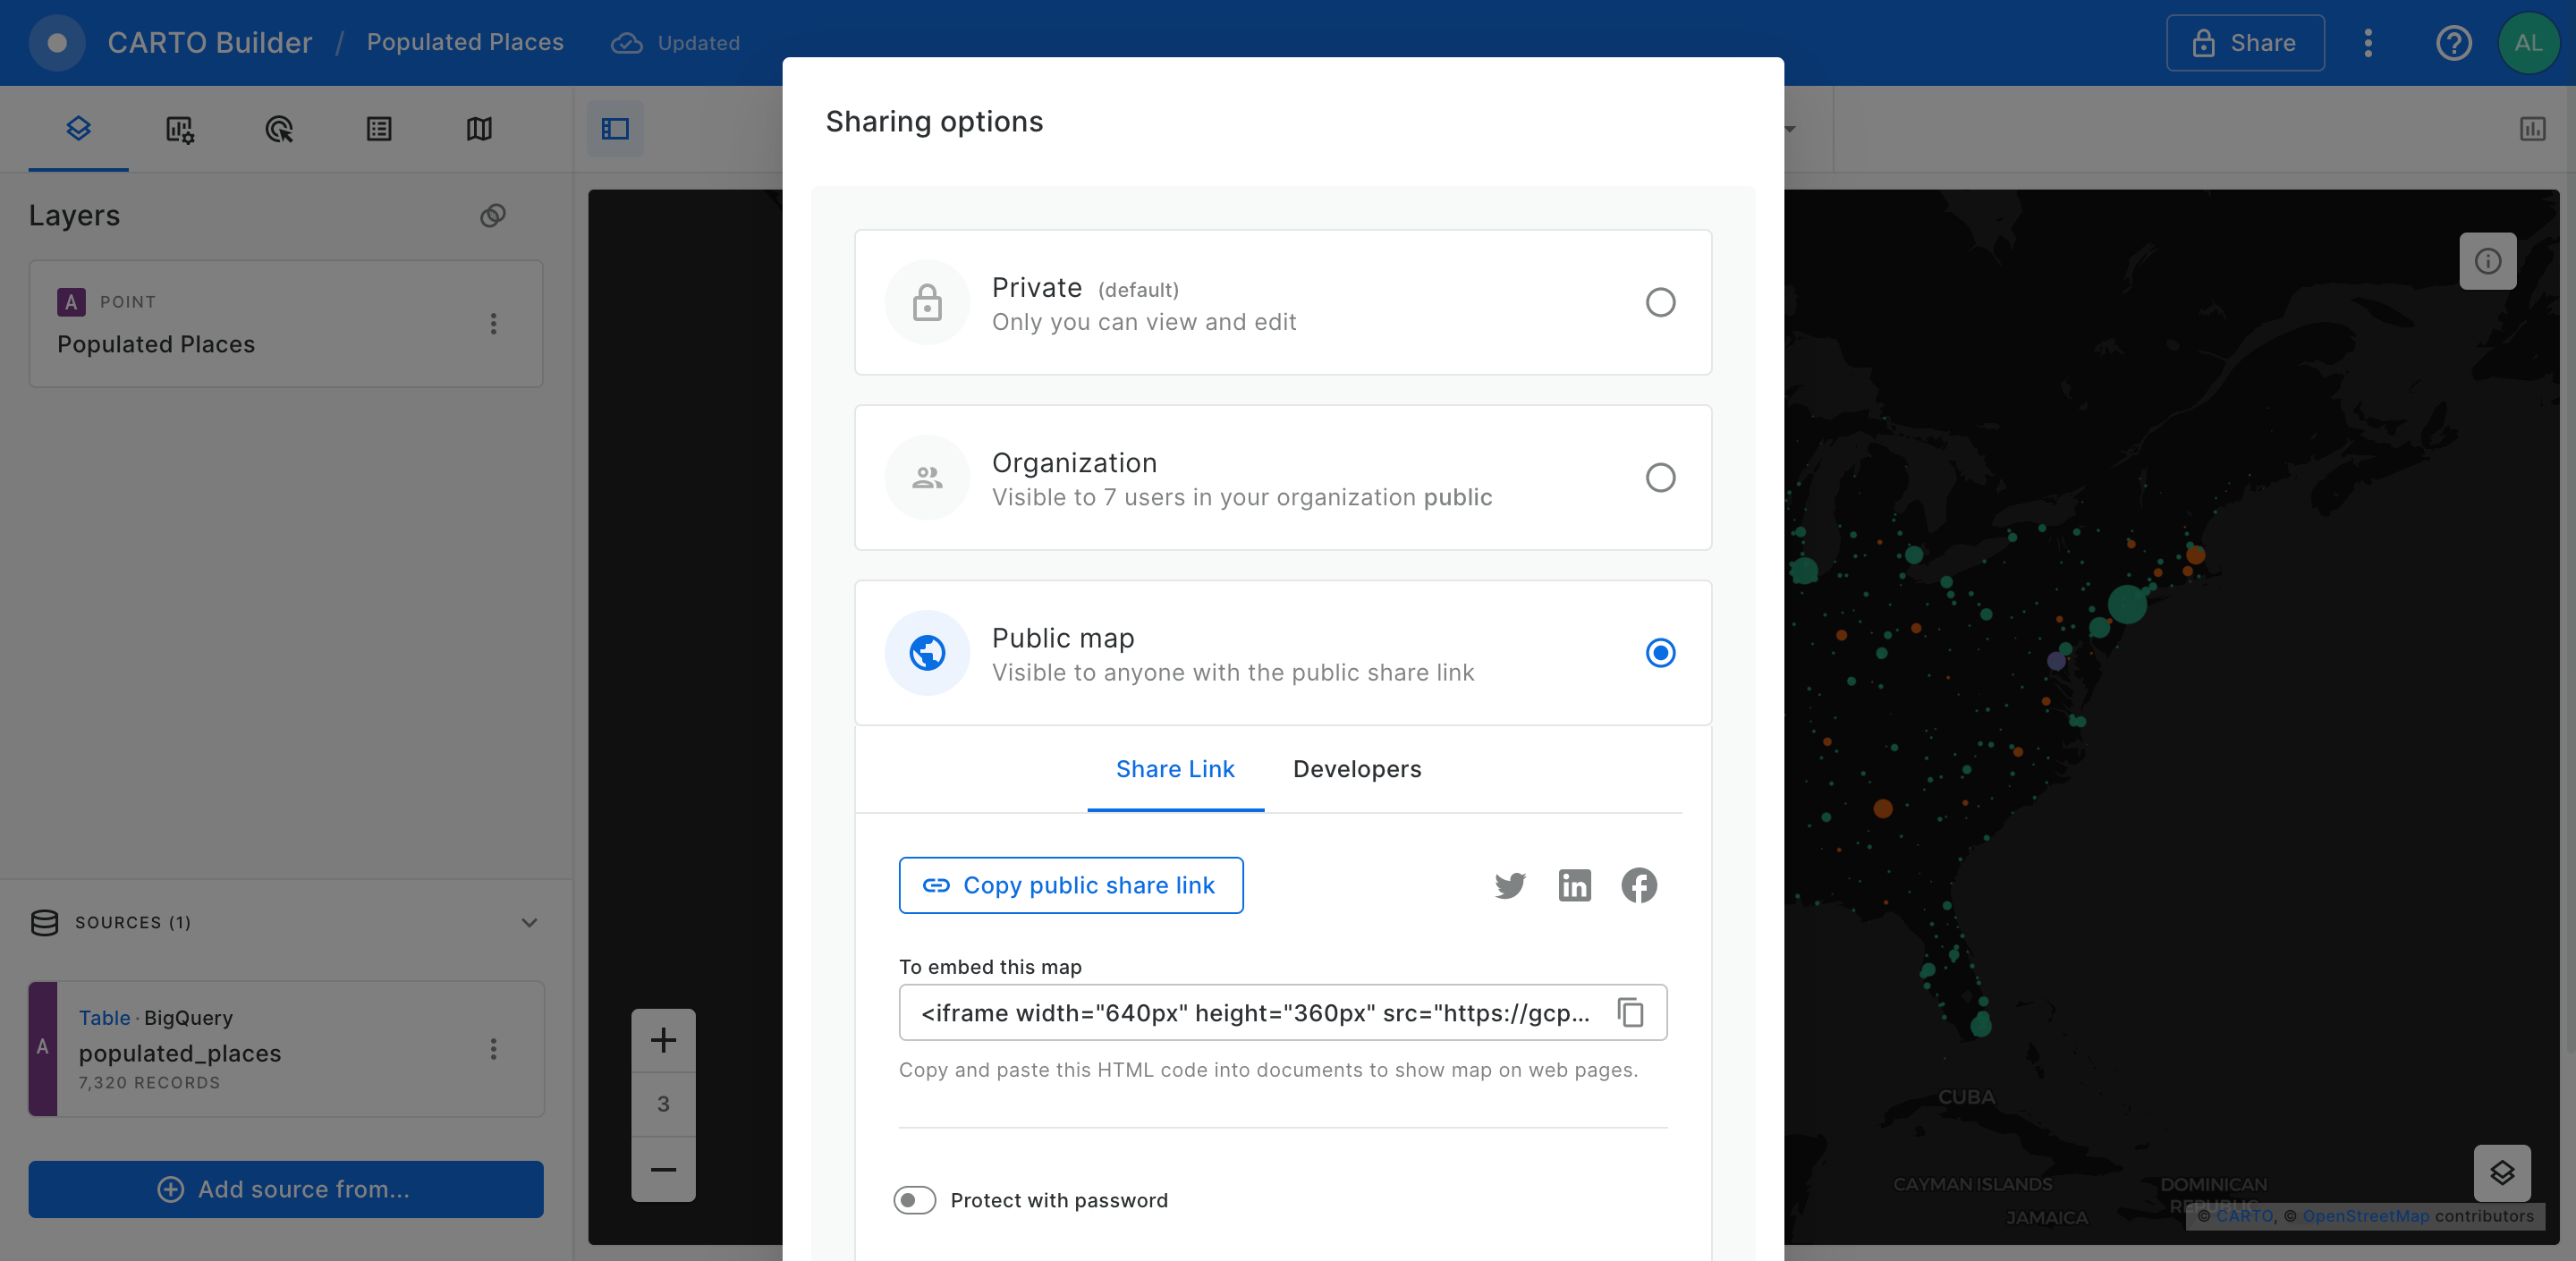 CARTO Builder / Populated Places Updated
Share
AL
Sharing options
Layers
A POINT
Populated Places
SOURCES (1)
A
Table · BigQuery
populated_places
7,320 RECORDS
Add source from...
3
Private (default)
Only you can view and edit
Organization
Visible to 7 users in your organization public
Public map
Visible to anyone with the public share link
Share Link Developers
Copy public share link
To embed this map
<iframe width="640px" height="360px" src="https://gcp...
Copy and paste this HTML code into documents to show map on web pages.
Protect with password
CUBA
CAYMAN ISLANDS
DOMINICAN
REPUBLIC
JAMAICA
© CARTO, © OpenStreetMap contributors